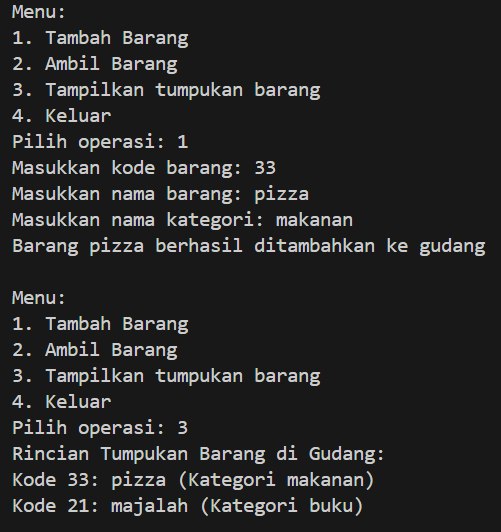 Menu:
1. Tambah Barang
2. Ambil Barang
3. Tampilkan tumpukan barang
4. Keluar
Pilih operasi: 1
Masukkan kode barang: 33
Masukkan nama barang: pizza
Masukkan nama kategori: makanan
Barang pizza berhasil ditambahkan ke gudang

Menu:
1. Tambah Barang
2. Ambil Barang
3. Tampilkan tumpukan barang
4. Keluar
Pilih operasi: 3
Rincian Tumpukan Barang di Gudang:
Kode 33: pizza (Kategori makanan)
Kode 21: majalah (Kategori buku)